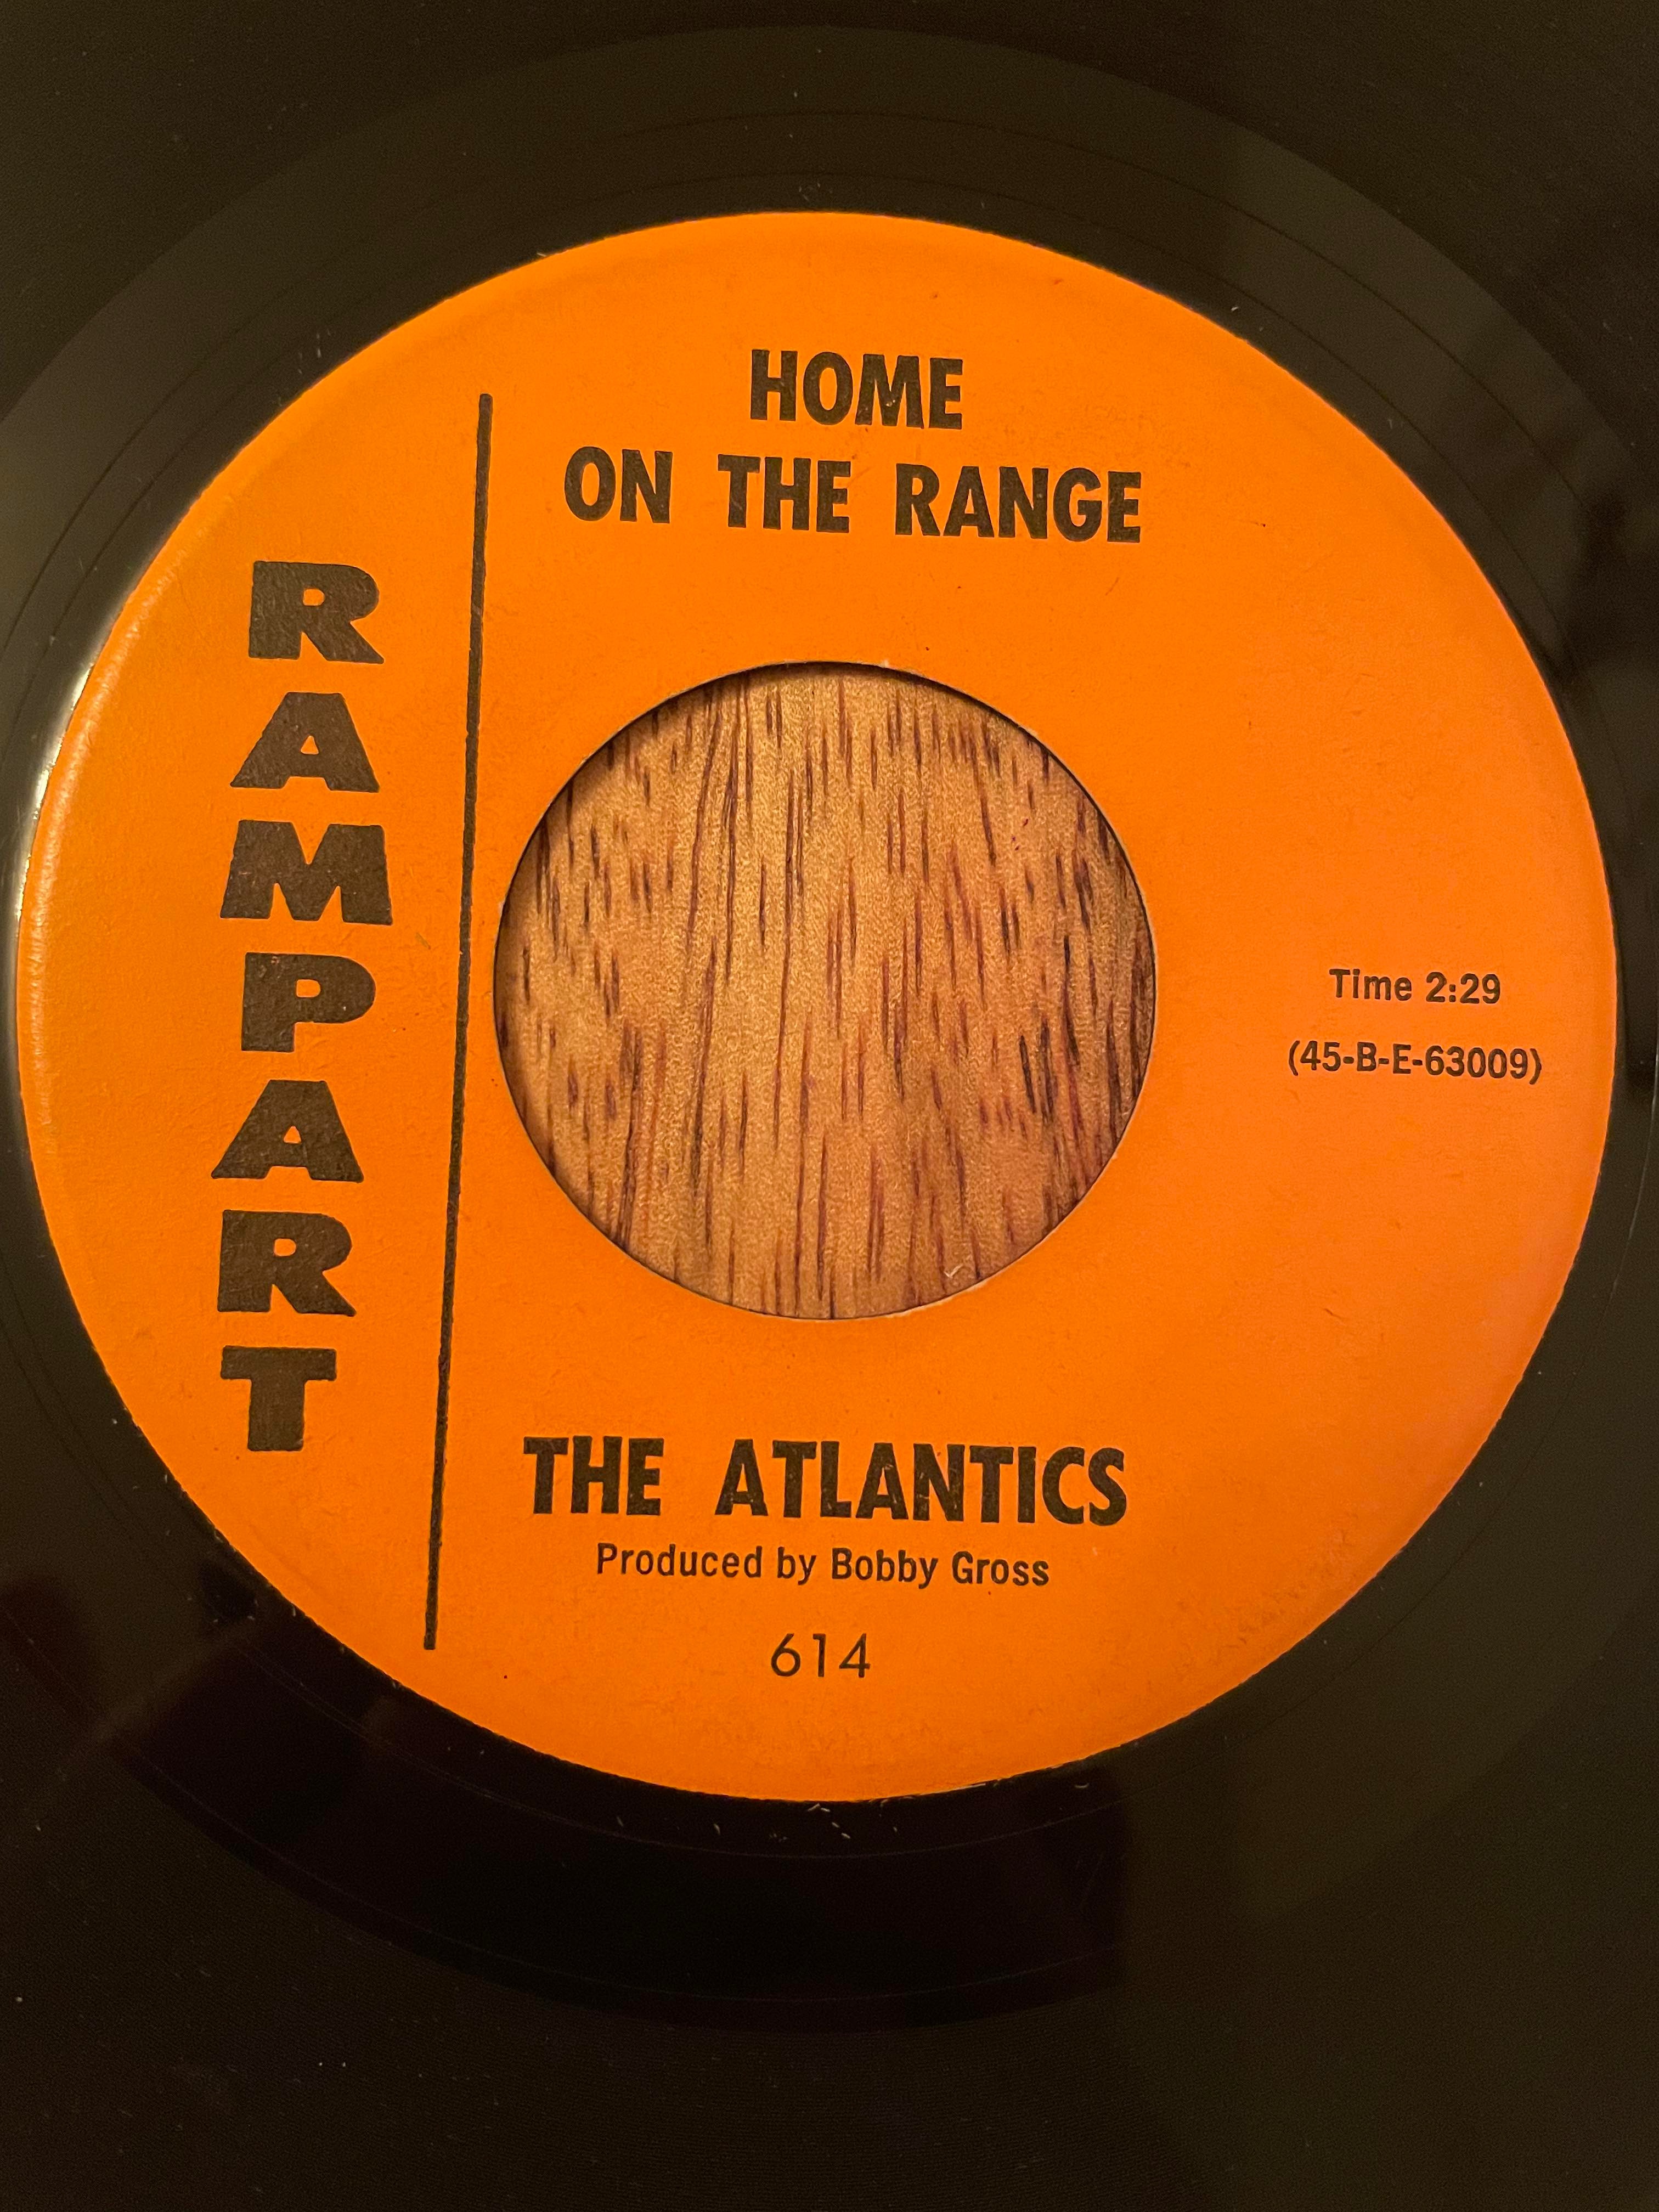 HOME
ON THE RANGE
RAMPART
Time 2:29
(45-B-E-63009)
THE ATLANTICS
Produced by Bobby Gross
614